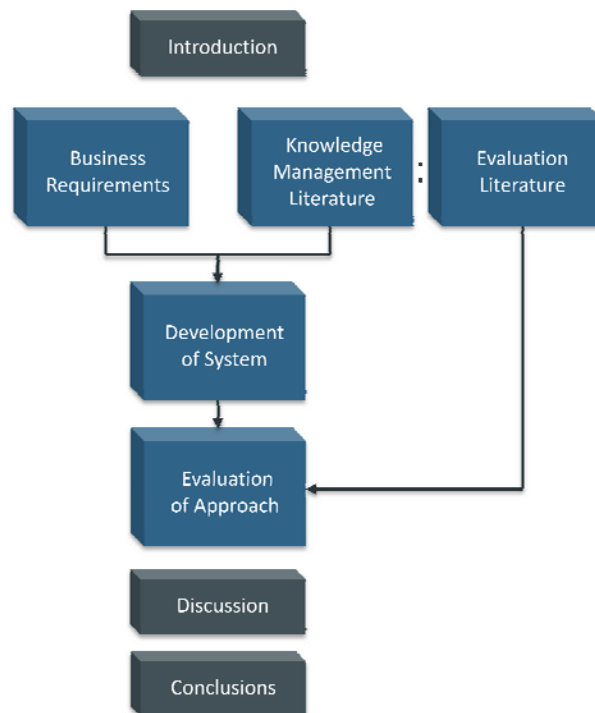 Introduction
Business
Requirements
Knowledge
Management
Literature
:
Evaluation
Literature
Development
of System
Evaluation
of Approach
Discussion
Conclusions